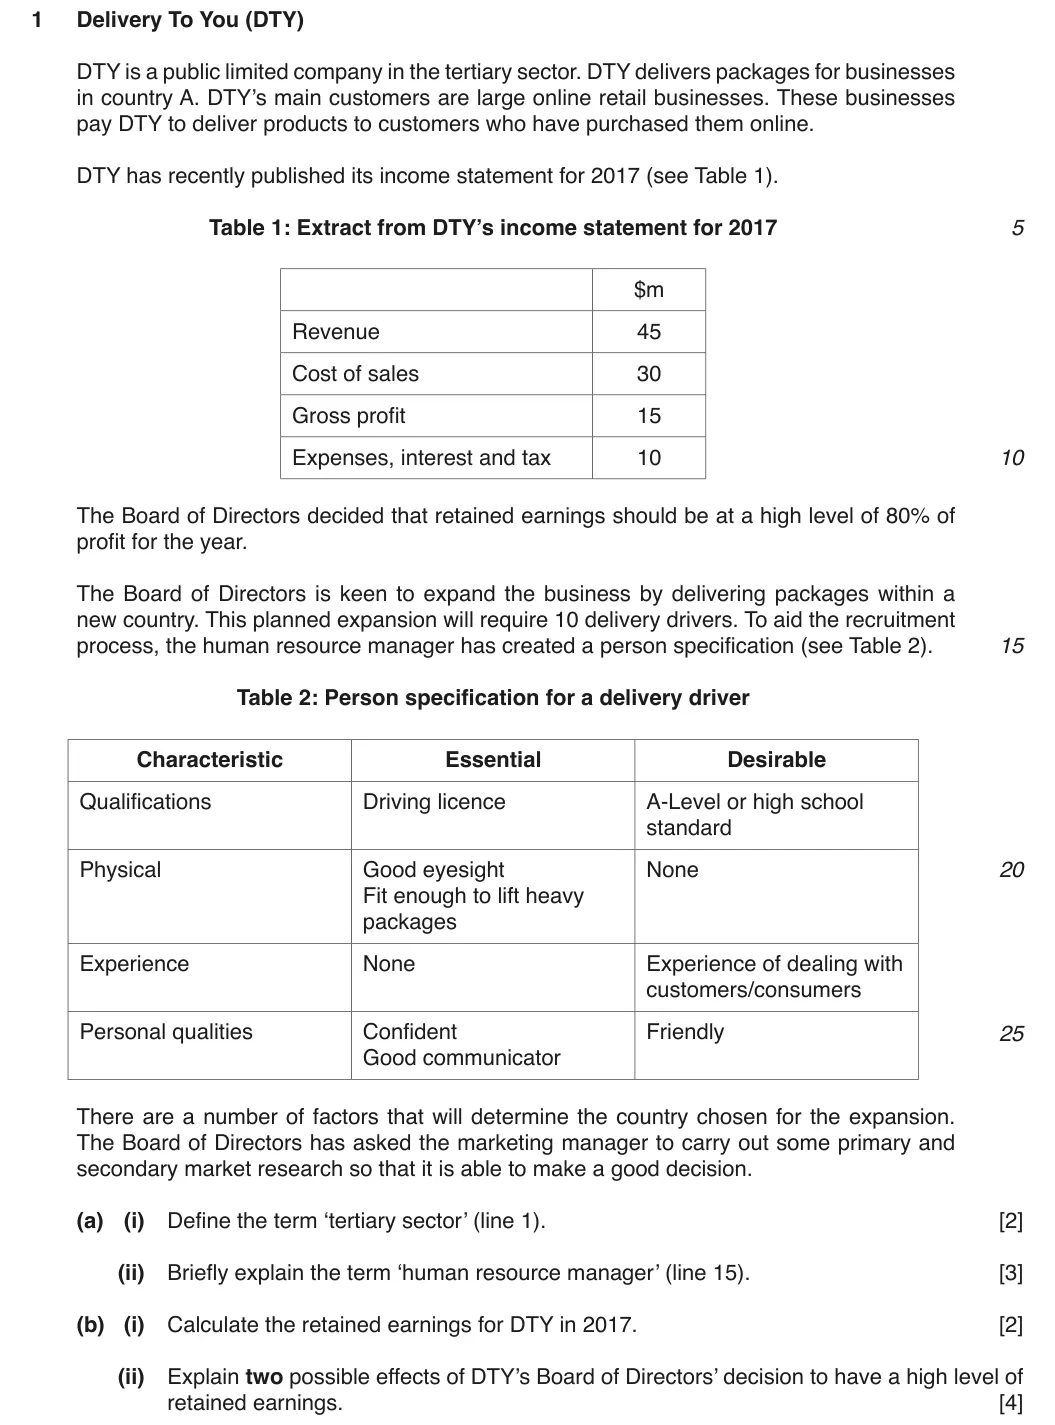 1 Delivery To You (DTY)
DTY is a public limited company in the tertiary sector. DTY delivers packages for businesses
in country A. DTY’s main customers are large online retail businesses. These businesses
pay DTY to deliver products to customers who have purchased them online.
DTY has recently published its income statement for 2017 (see Table 1).
Table 1: Extract from DTY’s income statement for 2017 5
$m
Revenue 45
Cost of sales 30
Gross profit 15
Expenses, interest and tax 10 10
The Board of Directors decided that retained earnings should be at a high level of 80% of
profit for the year.
The Board of Directors is keen to expand the business by delivering packages within a
new country. This planned expansion will require 10 delivery drivers. To aid the recruitment
process, the human resource manager has created a person specification (see Table 2). 15
Table 2: Person specification for a delivery driver
Characteristic Essential Desirable
Qualifications Driving licence A-Level or high school
standard
Physical Good eyesight None 20
Fit enough to lift heavy
packages
Experience None Experience of dealing with
customers/consumers
Personal qualities Confident Friendly 25
Good communicator
There are a number of factors that will determine the country chosen for the expansion.
The Board of Directors has asked the marketing manager to carry out some primary and
secondary market research so that it is able to make a good decision.
(a) (i) Define the term ‘tertiary sector’ (line 1). [2]
(ii) Briefly explain the term ‘human resource manager’ (line 15). [3]
(b) (i) Calculate the retained earnings for DTY in 2017. [2]
(ii) Explain two possible effects of DTY’s Board of Directors’ decision to have a high level of
retained earnings. [4]